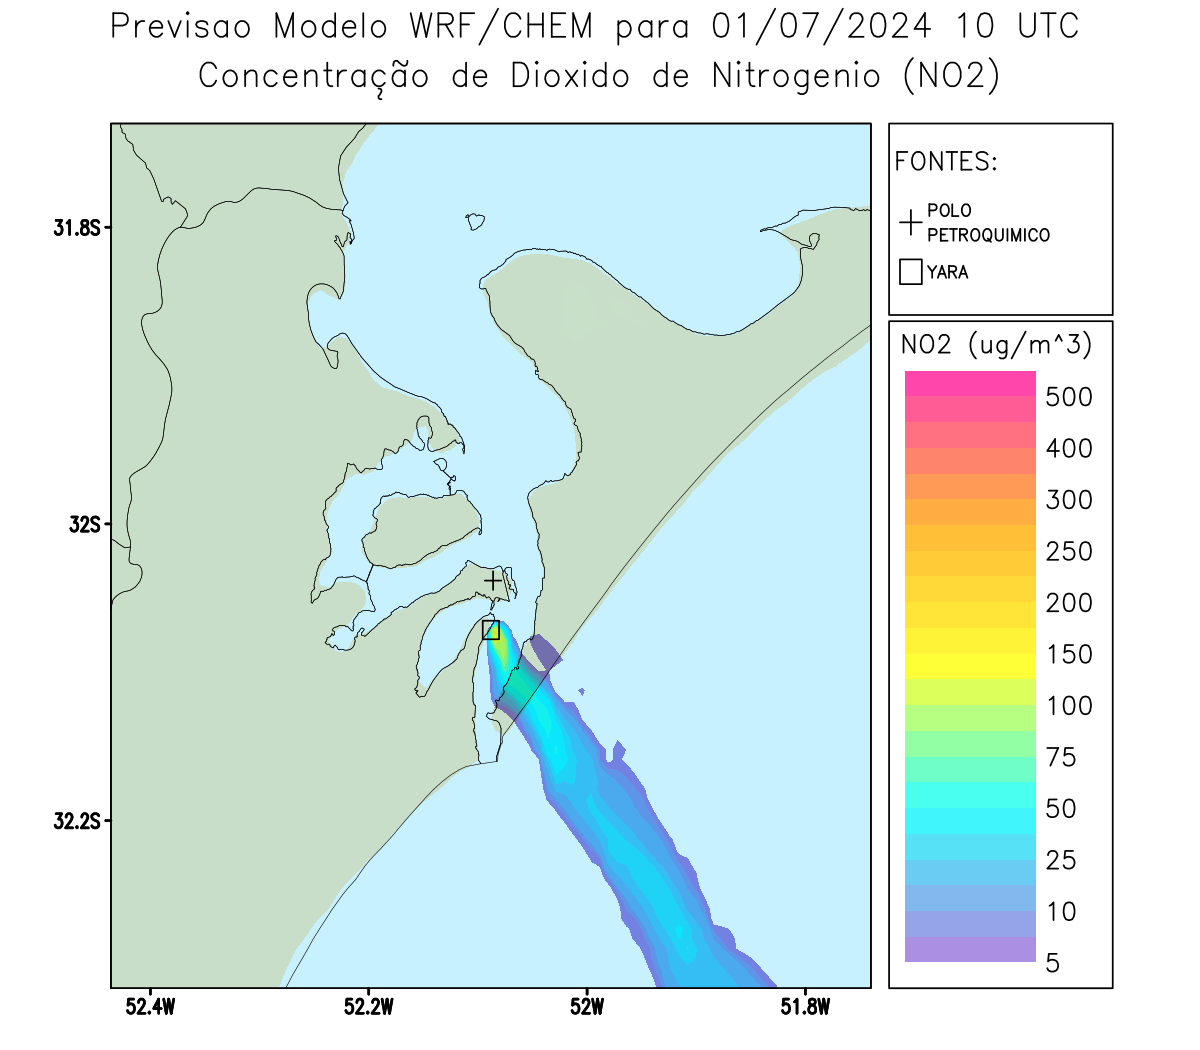 Previsao Modelo WRF/CHEM para 01/07/2024 10 UTC
Concentração de Dioxido de Nitrogenio (NO2)
FONTES:
POLO
PETROQUIMICO
YARA
31.8S
32S
32.2S
52.4W
52.2W
52W
51.8W
NO2 (ug/m^3)
500
400
300
250
200
150
100
75
50
25
10
5